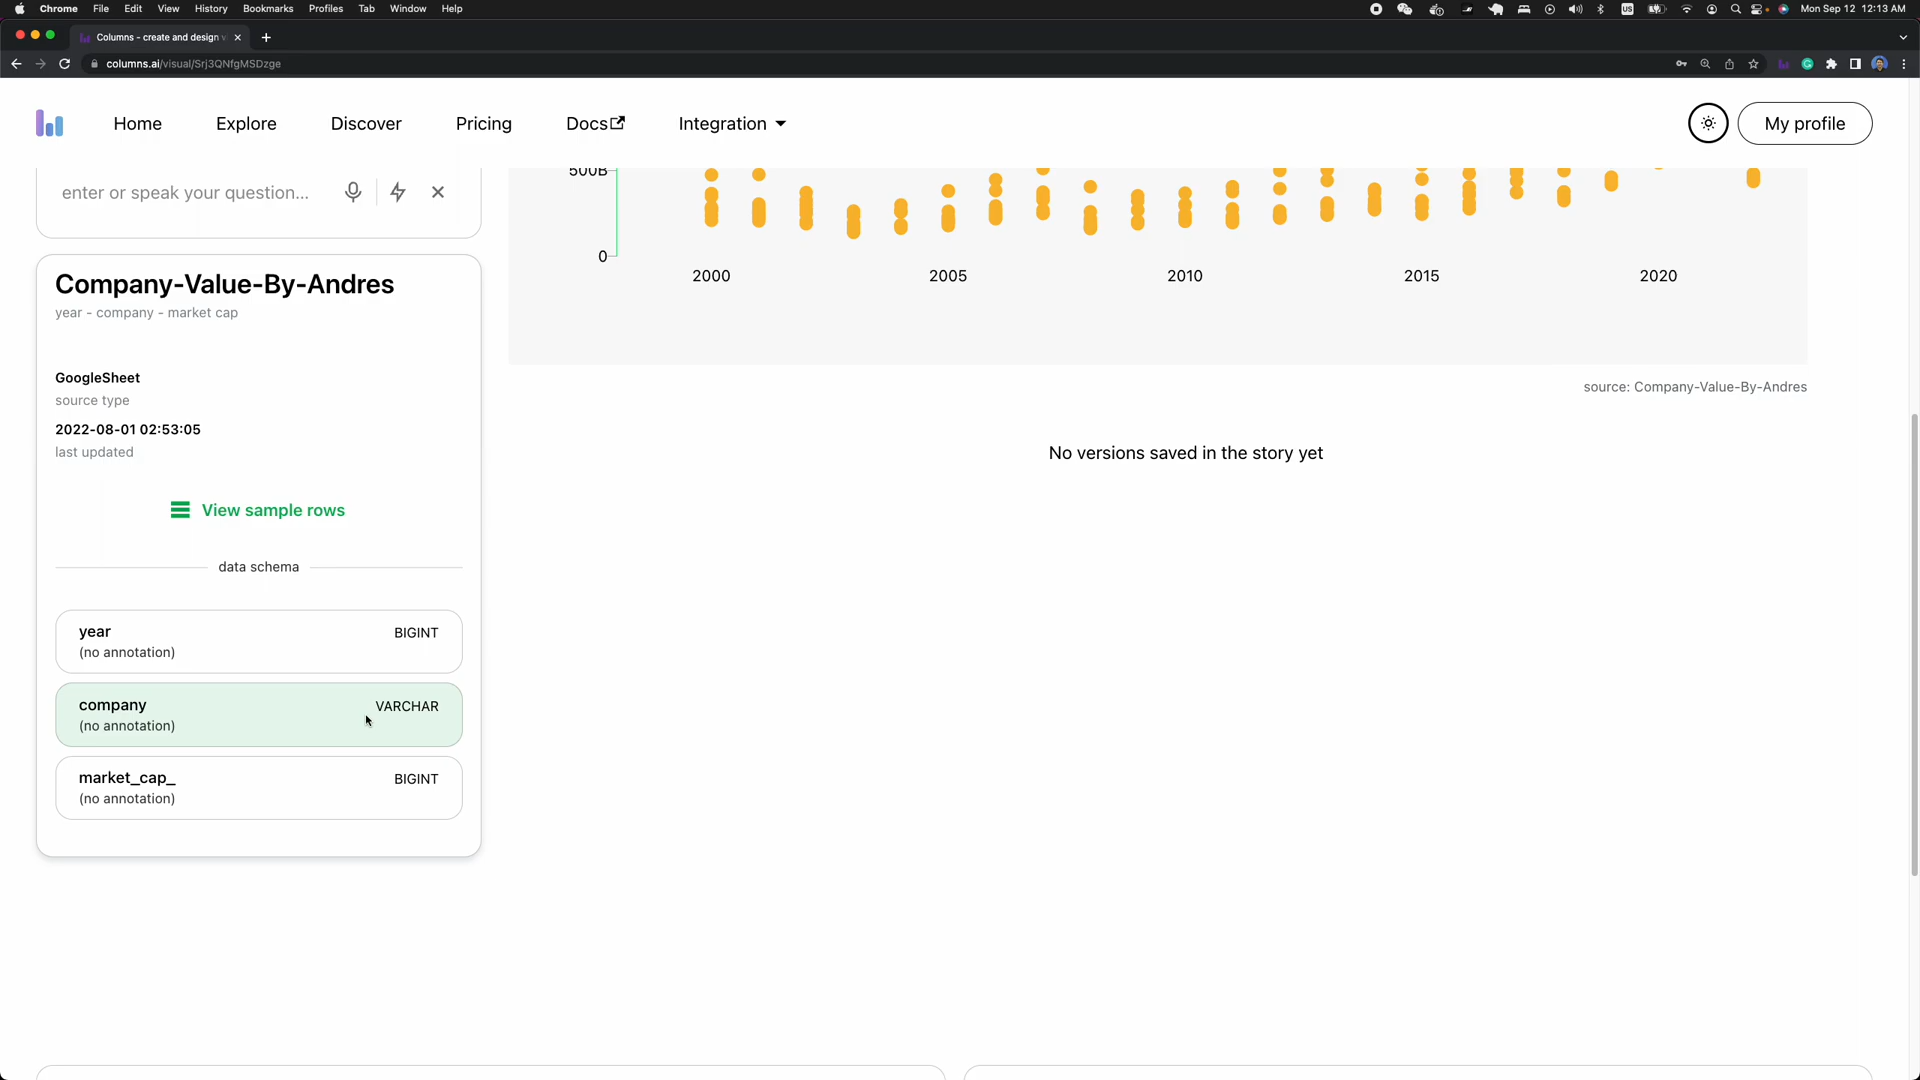 Chrome File Edit View History Bookmarks Profiles Tab Window Help US Mon Sep 12 12:13 AM
Columns - create and design
columns.ai/visual/Srj3QNfgMSDzge
Home Explore Discover Pricing Docs Integration My profile
enter or speak your question...
500B
0
2000 2005 2010 2015 2020
source: Company-Value-By-Andres
No versions saved in the story yet
Company-Value-By-Andres
year - company - market cap
GoogleSheet
source type
2022-08-01 02:53:05
last updated
View sample rows
data schema
year BIGINT
(no annotation)
company VARCHAR
(no annotation)
market_cap_ BIGINT
(no annotation)